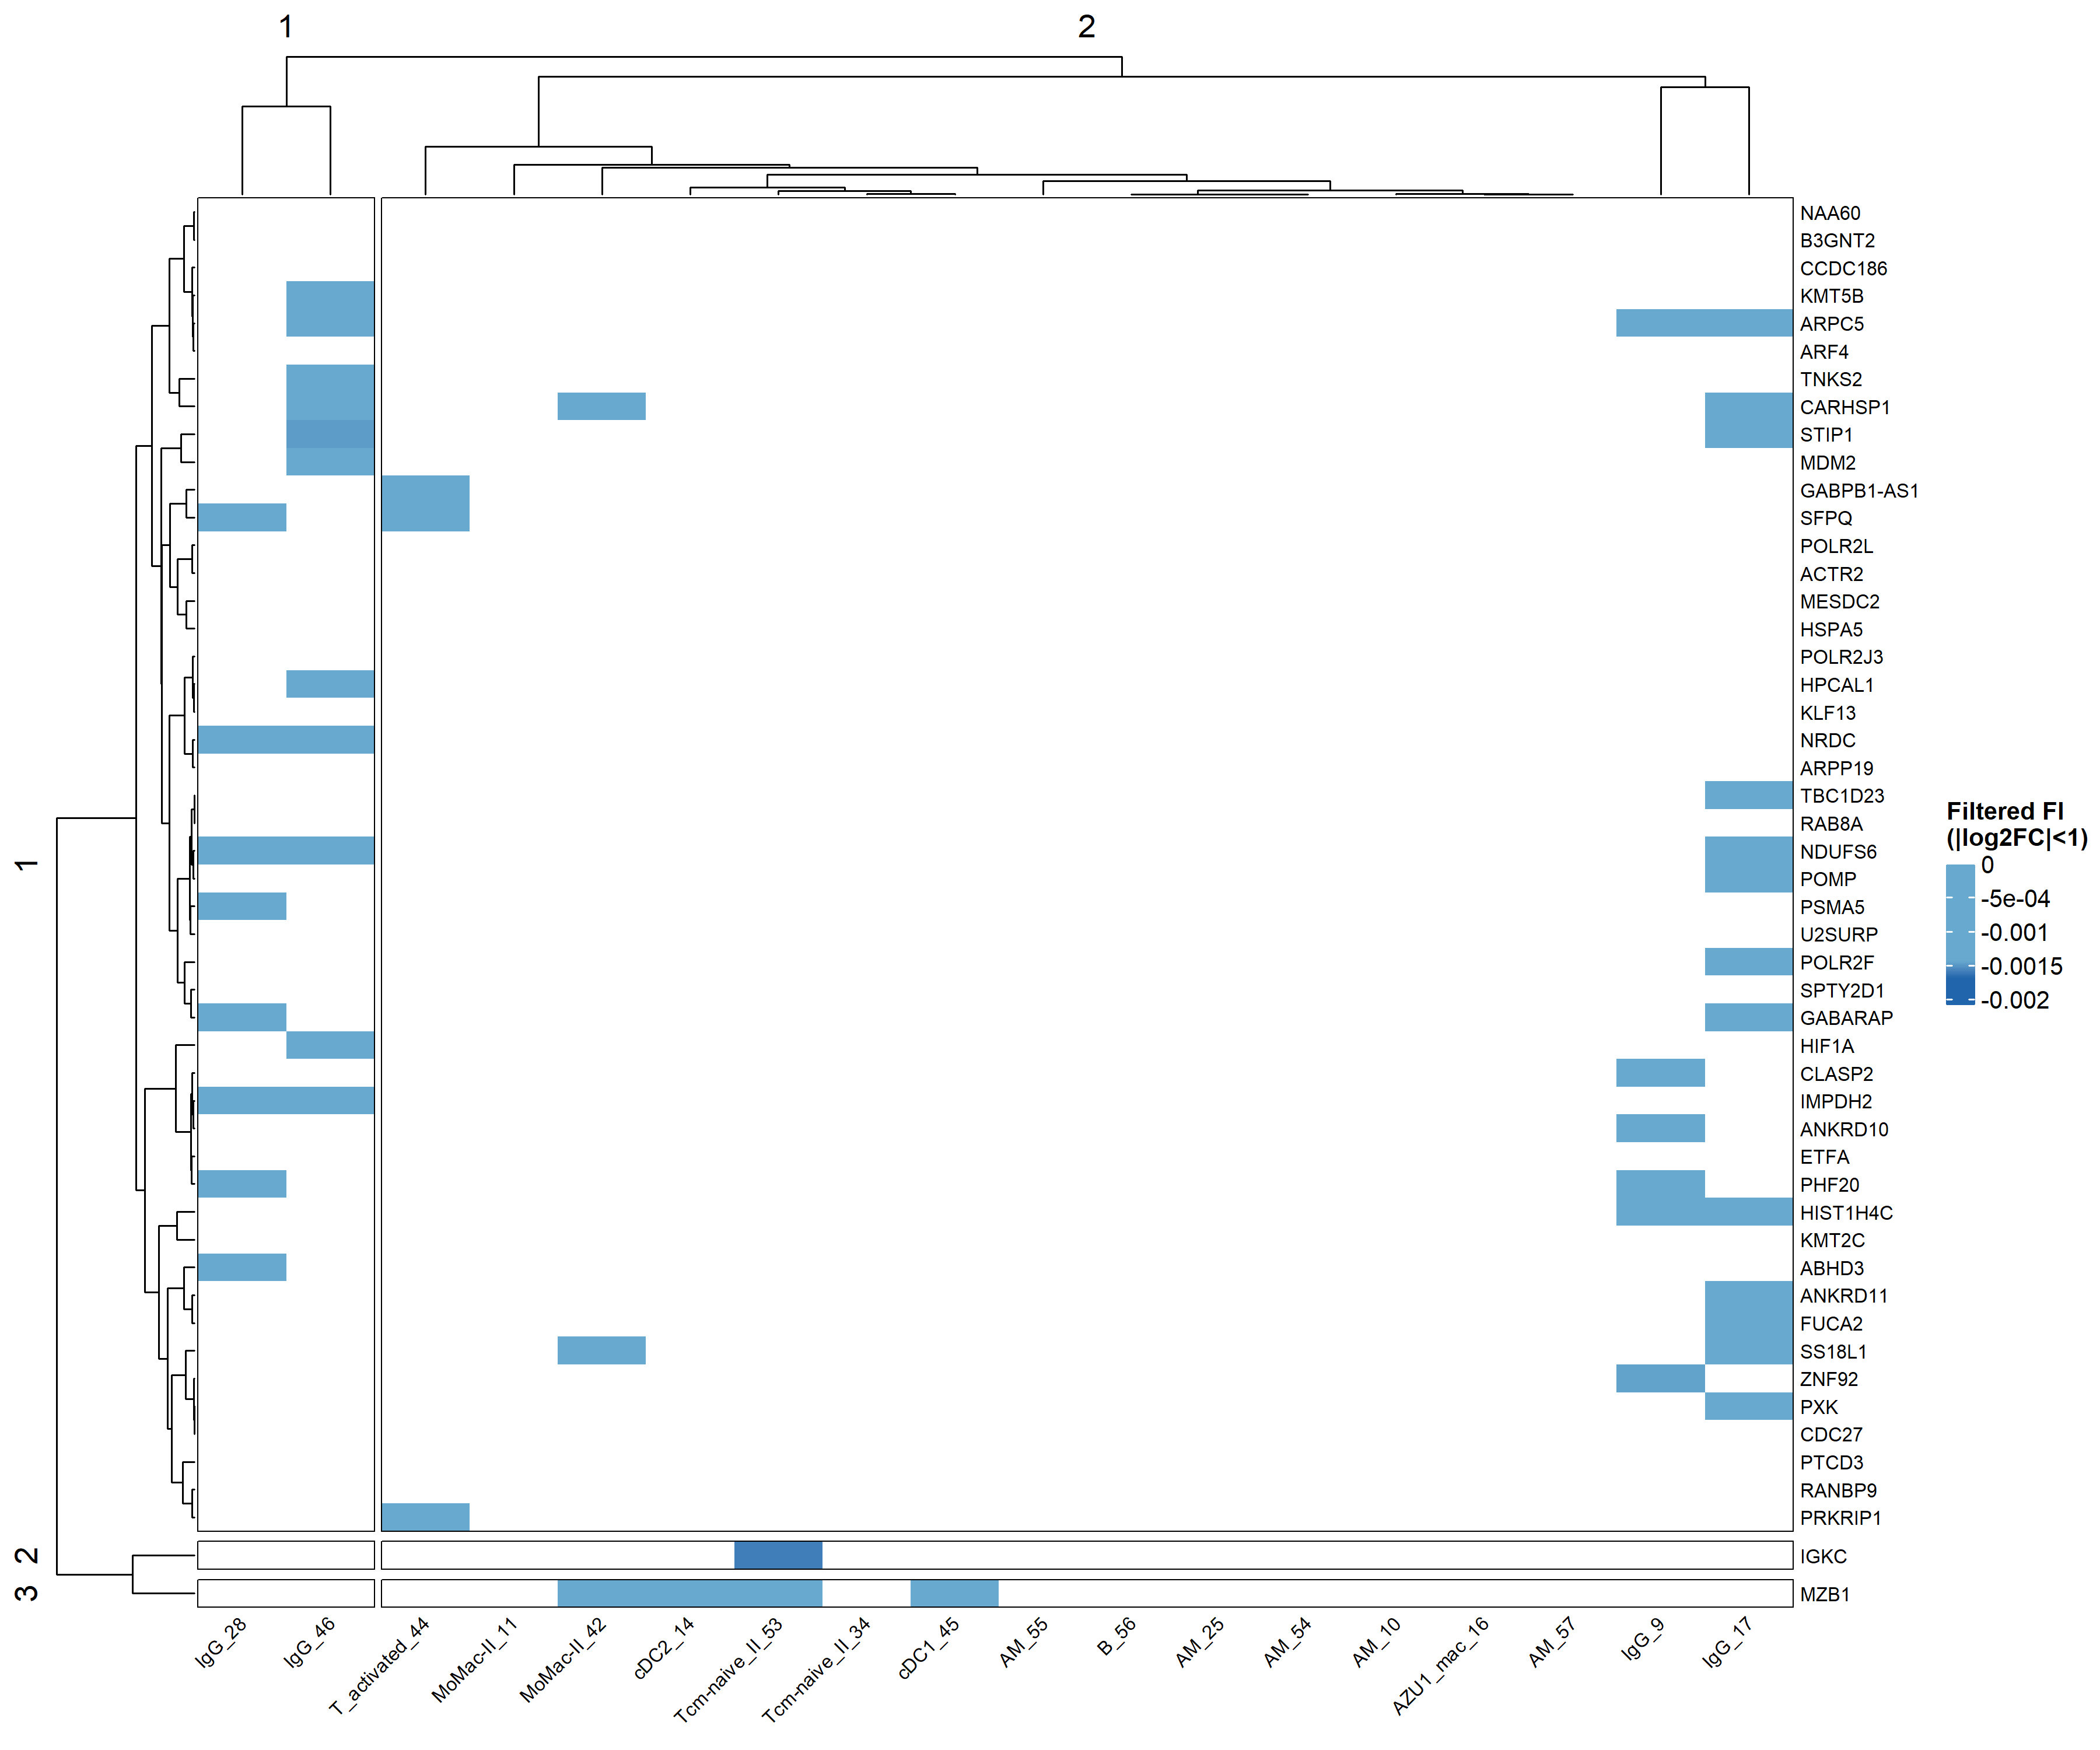 1
2
NAA60
B3GNT2
CCDC186
KMT5B
ARPC5
ARF4
TNKS2
CARHSP1
STIP1
MDM2
GABPB1-AS1
SFPQ
POLR2L
ACTR2
MESDC2
HSPA5
POLR2J3
HPCAL1
KLF13
NRDC
ARPP19
TBC1D23
RAB8A
NDUFS6
POMP
PSMA5
U2SURP
POLR2F
SPTY2D1
GABARAP
HIF1A
CLASP2
IMPDH2
ANKRD10
ETFA
PHF20
HIST1H4C
KMT2C
ABHD3
ANKRD11
FUCA2
SS18L1
ZNF92
PXK
CDC27
PTCD3
RANBP9
PRKRIP1
IGKC
MZB1
1
2
3
Filtered FI
(|log2FC|<1)
0
-5e-04
-0.001
-0.0015
-0.002
IgG_28
IgG_46
T_activated_44
MoMac-II_11
MoMac-II_42
cDC2_14
Tcm-naive_II_53
Tcm-naive_II_34
cDC1_45
AM_55
B_56
AM_25
AM_54
AM_10
AZU1_mac_16
AM_57
IgG_9
IgG_17